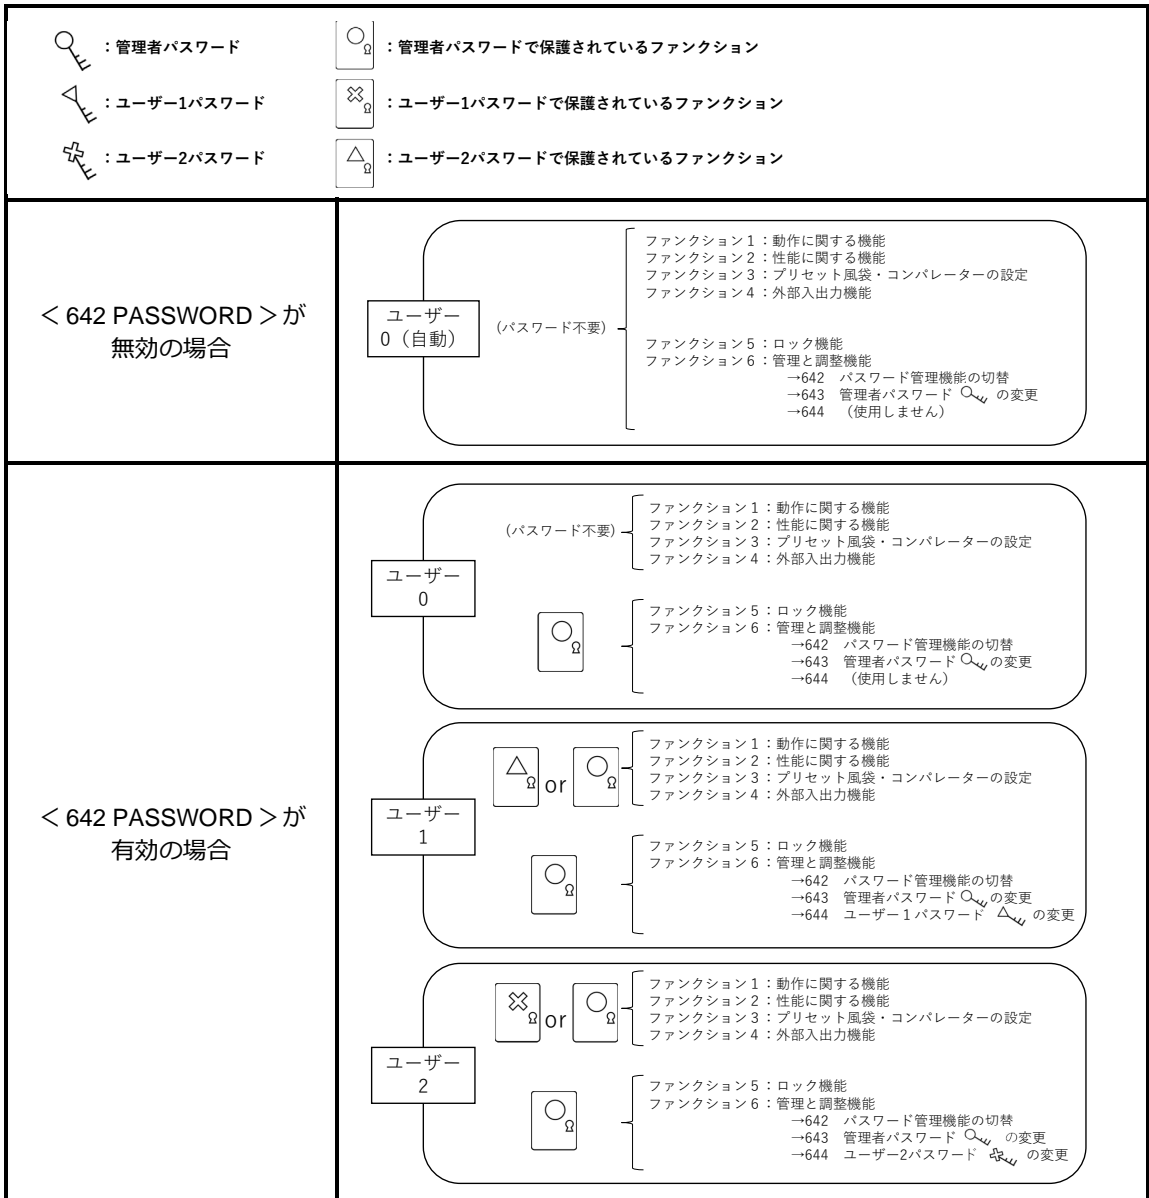 ：管理者パスワード
：管理者パスワードで保護されているファンクション
：ユーザー1パスワード
：ユーザー1パスワードで保護されているファンクション
：ユーザー2パスワード
：ユーザー2パスワードで保護されているファンクション
＜642 PASSWORD＞が
無効の場合
ユーザー
0（自動）
(パスワード不要)
ファンクション1：動作に関する機能
ファンクション2：性能に関する機能
ファンクション3：プリセット風袋・コンパレーターの設定
ファンクション4：外部入出力機能
ファンクション5：ロック機能
ファンクション6：管理と調整機能
→642 パスワード管理機能の切替
→643 管理者パスワード の変更
→644 （使用しません）
＜642 PASSWORD＞が
有効の場合
ユーザー
0
(パスワード不要)
ファンクション1：動作に関する機能
ファンクション2：性能に関する機能
ファンクション3：プリセット風袋・コンパレーターの設定
ファンクション4：外部入出力機能
ファンクション5：ロック機能
ファンクション6：管理と調整機能
→642 パスワード管理機能の切替
→643 管理者パスワード の変更
→644 （使用しません）
ユーザー
1
or
ファンクション1：動作に関する機能
ファンクション2：性能に関する機能
ファンクション3：プリセット風袋・コンパレーターの設定
ファンクション4：外部入出力機能
ファンクション5：ロック機能
ファンクション6：管理と調整機能
→642 パスワード管理機能の切替
→643 管理者パスワード の変更
→644 ユーザー1パスワード の変更
ユーザー
2
or
ファンクション1：動作に関する機能
ファンクション2：性能に関する機能
ファンクション3：プリセット風袋・コンパレーターの設定
ファンクション4：外部入出力機能
ファンクション5：ロック機能
ファンクション6：管理と調整機能
→642 パスワード管理機能の切替
→643 管理者パスワード の変更
→644 ユーザー2パスワード の変更